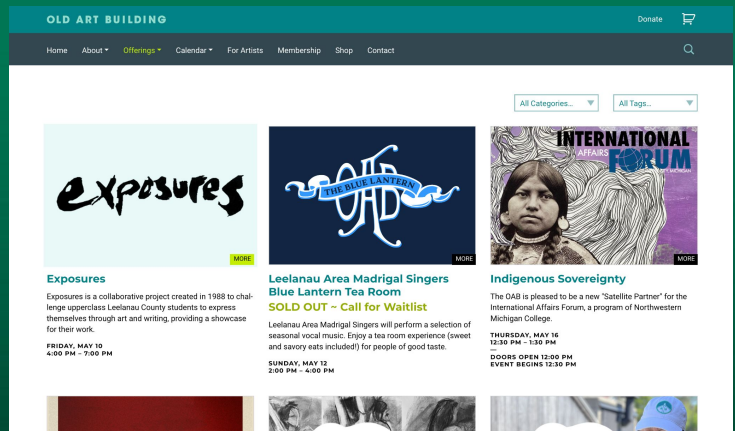 OLD ART BUILDING
Donate
Home About Offerings Calendar For Artists Membership Shop Contact
All Categories...
All Tags...
exposures
MORE
OAB
THE BLUE LANTERN
MORE
INTERNATIONAL
AFFAIRS FORUM
MORE
Exposures
Exposures is a collaborative project created in 1988 to chal-
lenge upperclass Leelanau County students to express
themselves through art and writing, providing a showcase
for their work.
FRIDAY, MAY 10
4:00 PM – 7:00 PM
Leelanau Area Madrigal Singers
Blue Lantern Tea Room
SOLD OUT ~ Call for Waitlist
Leelanau Area Madrigal Singers will perform a selection of
seasonal vocal music. Enjoy a tea room experience (sweet
and savory eats included!) for people of good taste.
SUNDAY, MAY 12
2:00 PM – 4:00 PM
Indigenous Sovereignty
The OAB is pleased to be a new "Satellite Partner" for the
International Affairs Forum, a program of Northwestern
Michigan College.
THURSDAY, MAY 16
12:30 PM – 1:30 PM
—
DOORS OPEN 12:00 PM
EVENT BEGINS 12:30 PM